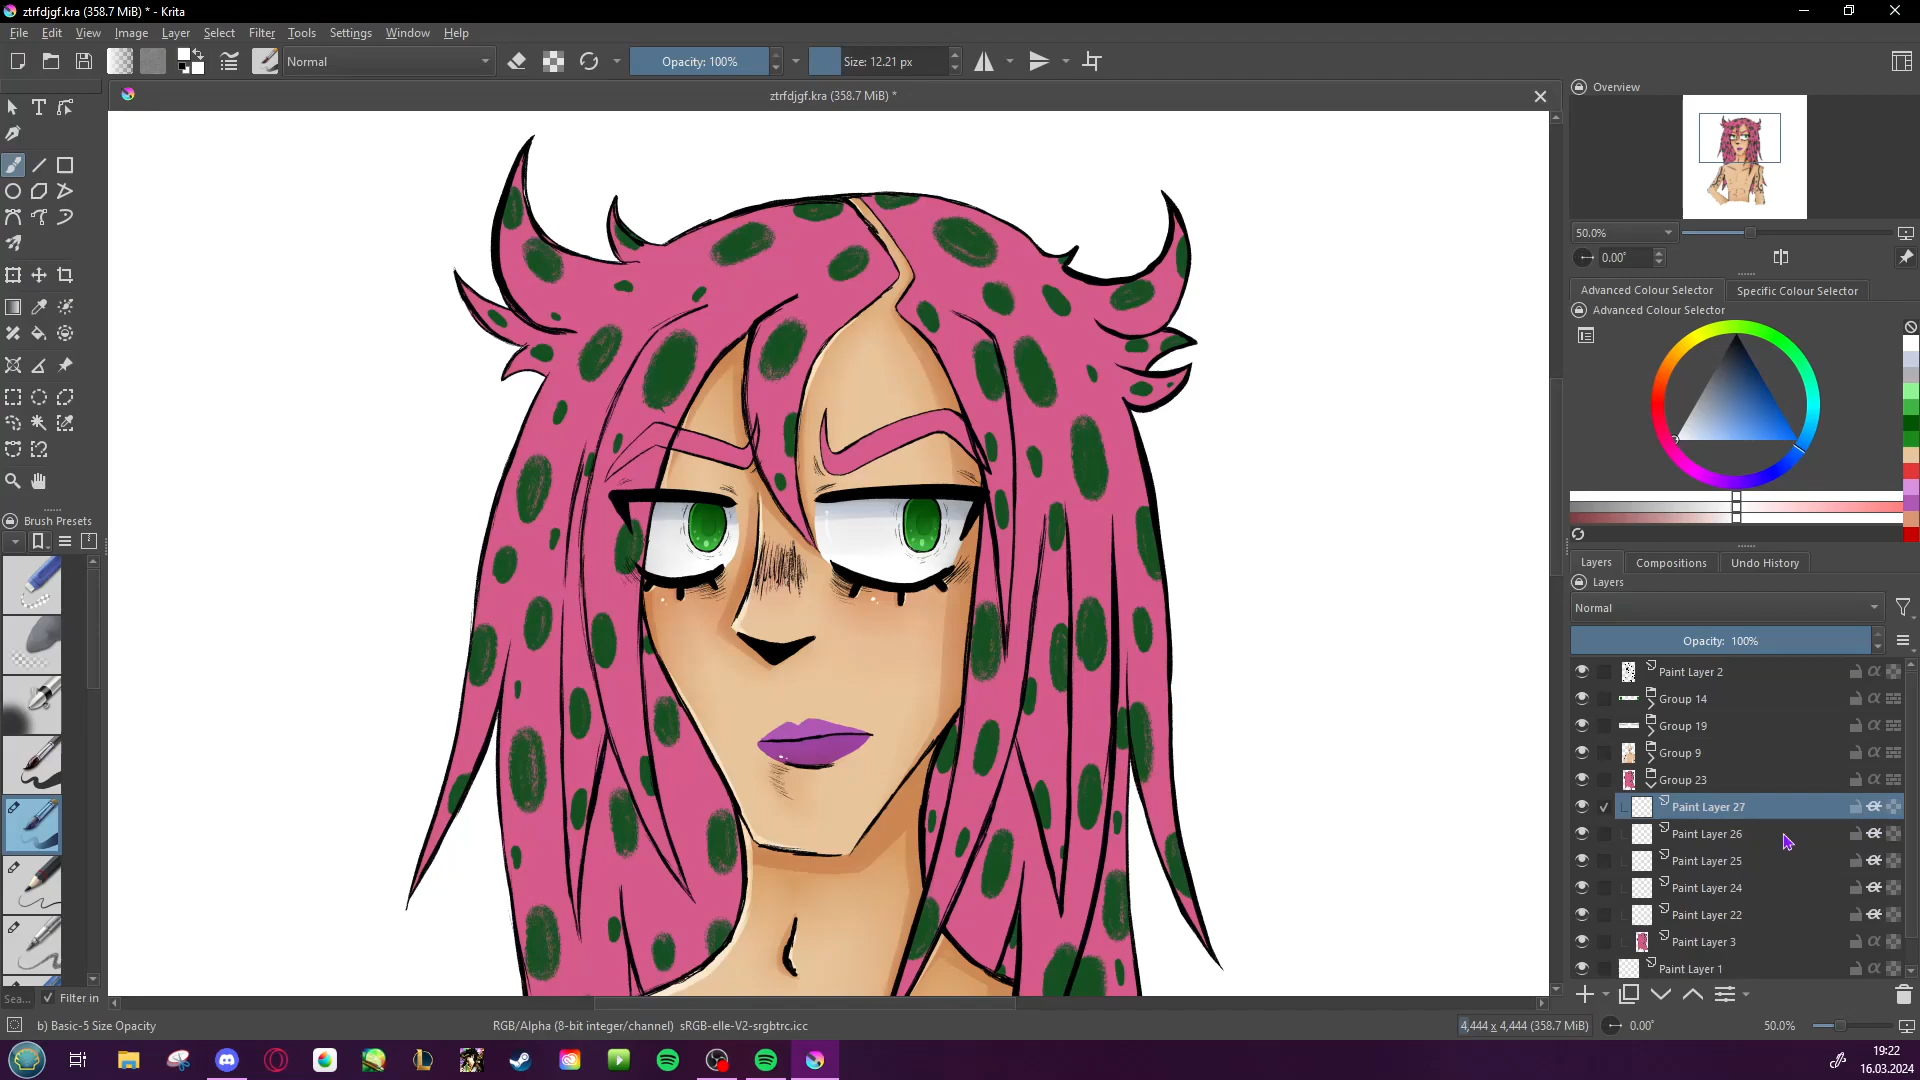 ztrfdjgf.kra (358.7 MiB) * - Krita
File Edit View Image Layer Select Filter Tools Settings Window Help
Normal
Opacity: 100%
Size: 12.21 px
ztrfdjgf.kra (358.7 MiB) *
Overview
50.0%
0.00°
Advanced Colour Selector
Specific Colour Selector
Advanced Colour Selector
Brush Presets
Layers
Compositions
Undo History
Layers
Normal
Opacity: 100%
Paint Layer 2
Group 14
Group 19
Group 9
Group 23
Paint Layer 27
Paint Layer 26
Paint Layer 25
Paint Layer 24
Paint Layer 22
Paint Layer 3
Paint Layer 1
Sea...
Filter in
b) Basic-5 Size Opacity
RGB/Alpha (8-bit integer/channel) sRGB-elle-V2-srgbtrc.icc
4,444 x 4,444 (358.7 MiB)
0.00°
50.0%
19:22
16.03.2024